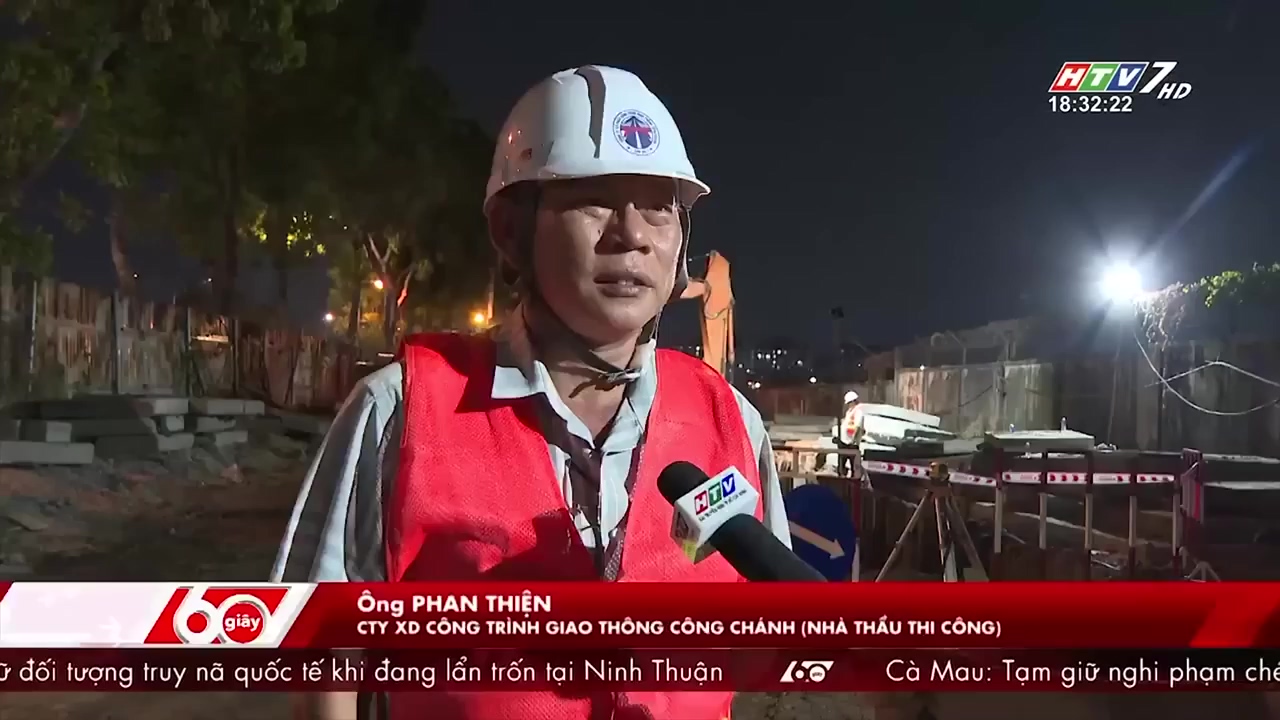 HTV7 HD
18:32:22
HTV
60 giây
Ông PHAN THIỆN
CTY XD CÔNG TRÌNH GIAO THÔNG CÔNG CHÁNH (NHÀ THẦU THI CÔNG)
ữ đối tượng truy nã quốc tế khi đang lẩn trốn tại Ninh Thuận 60 giây Cà Mau: Tạm giữ nghi phạm ché